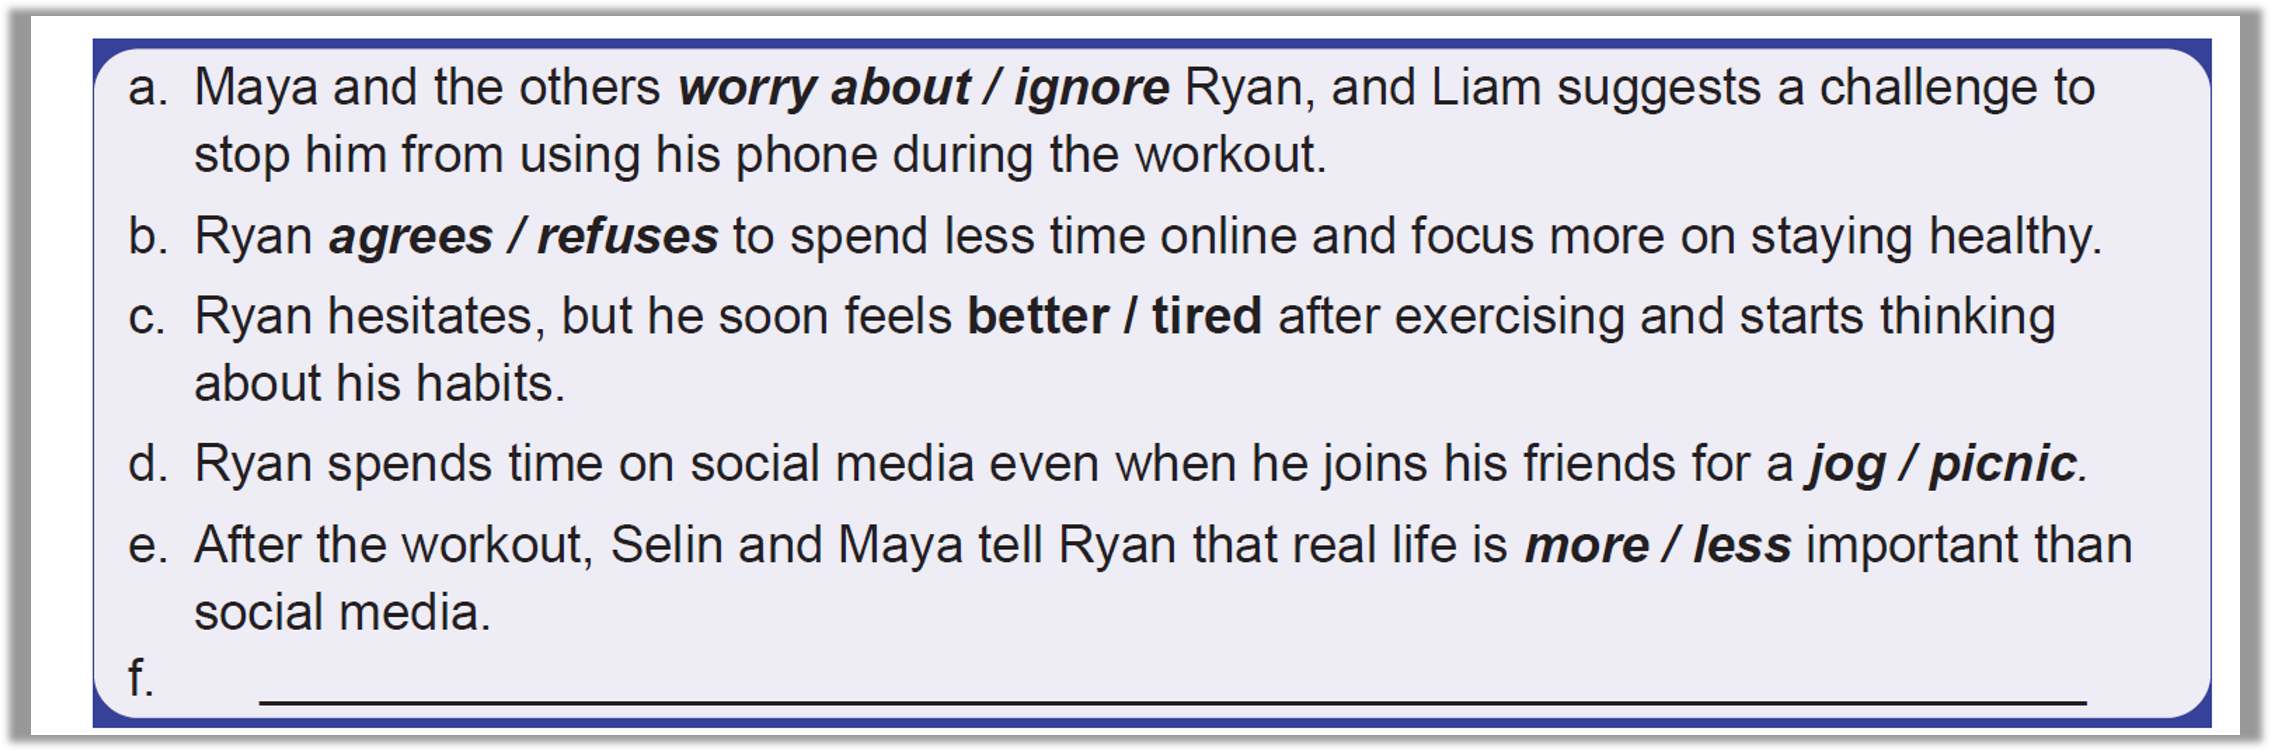 a. Maya and the others worry about / ignore Ryan, and Liam suggests a challenge to
stop him from using his phone during the workout.
b. Ryan agrees / refuses to spend less time online and focus more on staying healthy.
c. Ryan hesitates, but he soon feels better / tired after exercising and starts thinking
about his habits.
d. Ryan spends time on social media even when he joins his friends for a jog / picnic.
e. After the workout, Selin and Maya tell Ryan that real life is more / less important than
social media.
f.